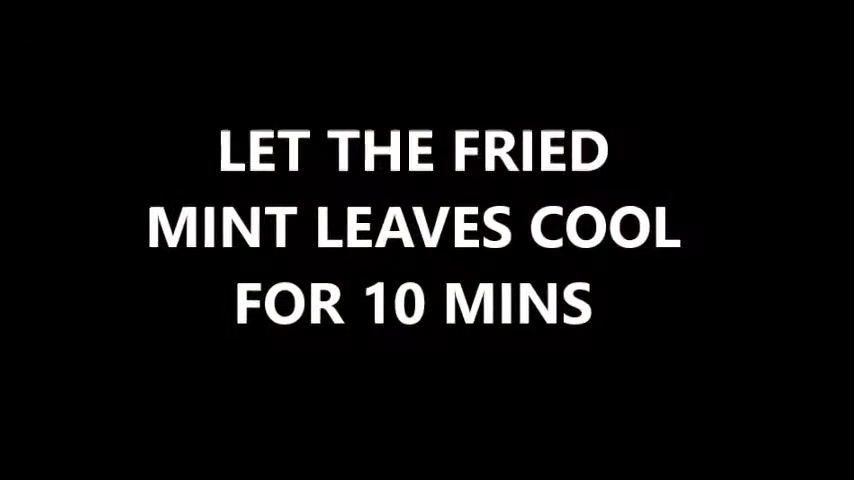 LET THE FRIED
MINT LEAVES COOL
FOR 10 MINS